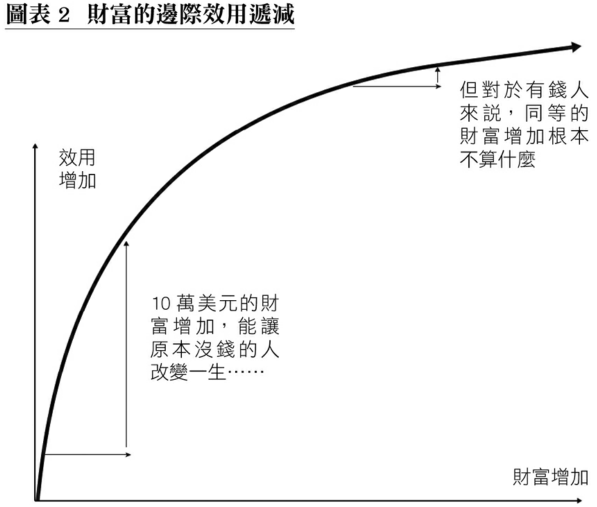 圖表 2 財富的邊際效用遞減
但對於有錢人
來說，同等的
財富增加根本
不算什麼
效用
增加
10 萬美元的財
富增加，能讓
原本沒錢的人
改變一生⋯⋯
財富增加